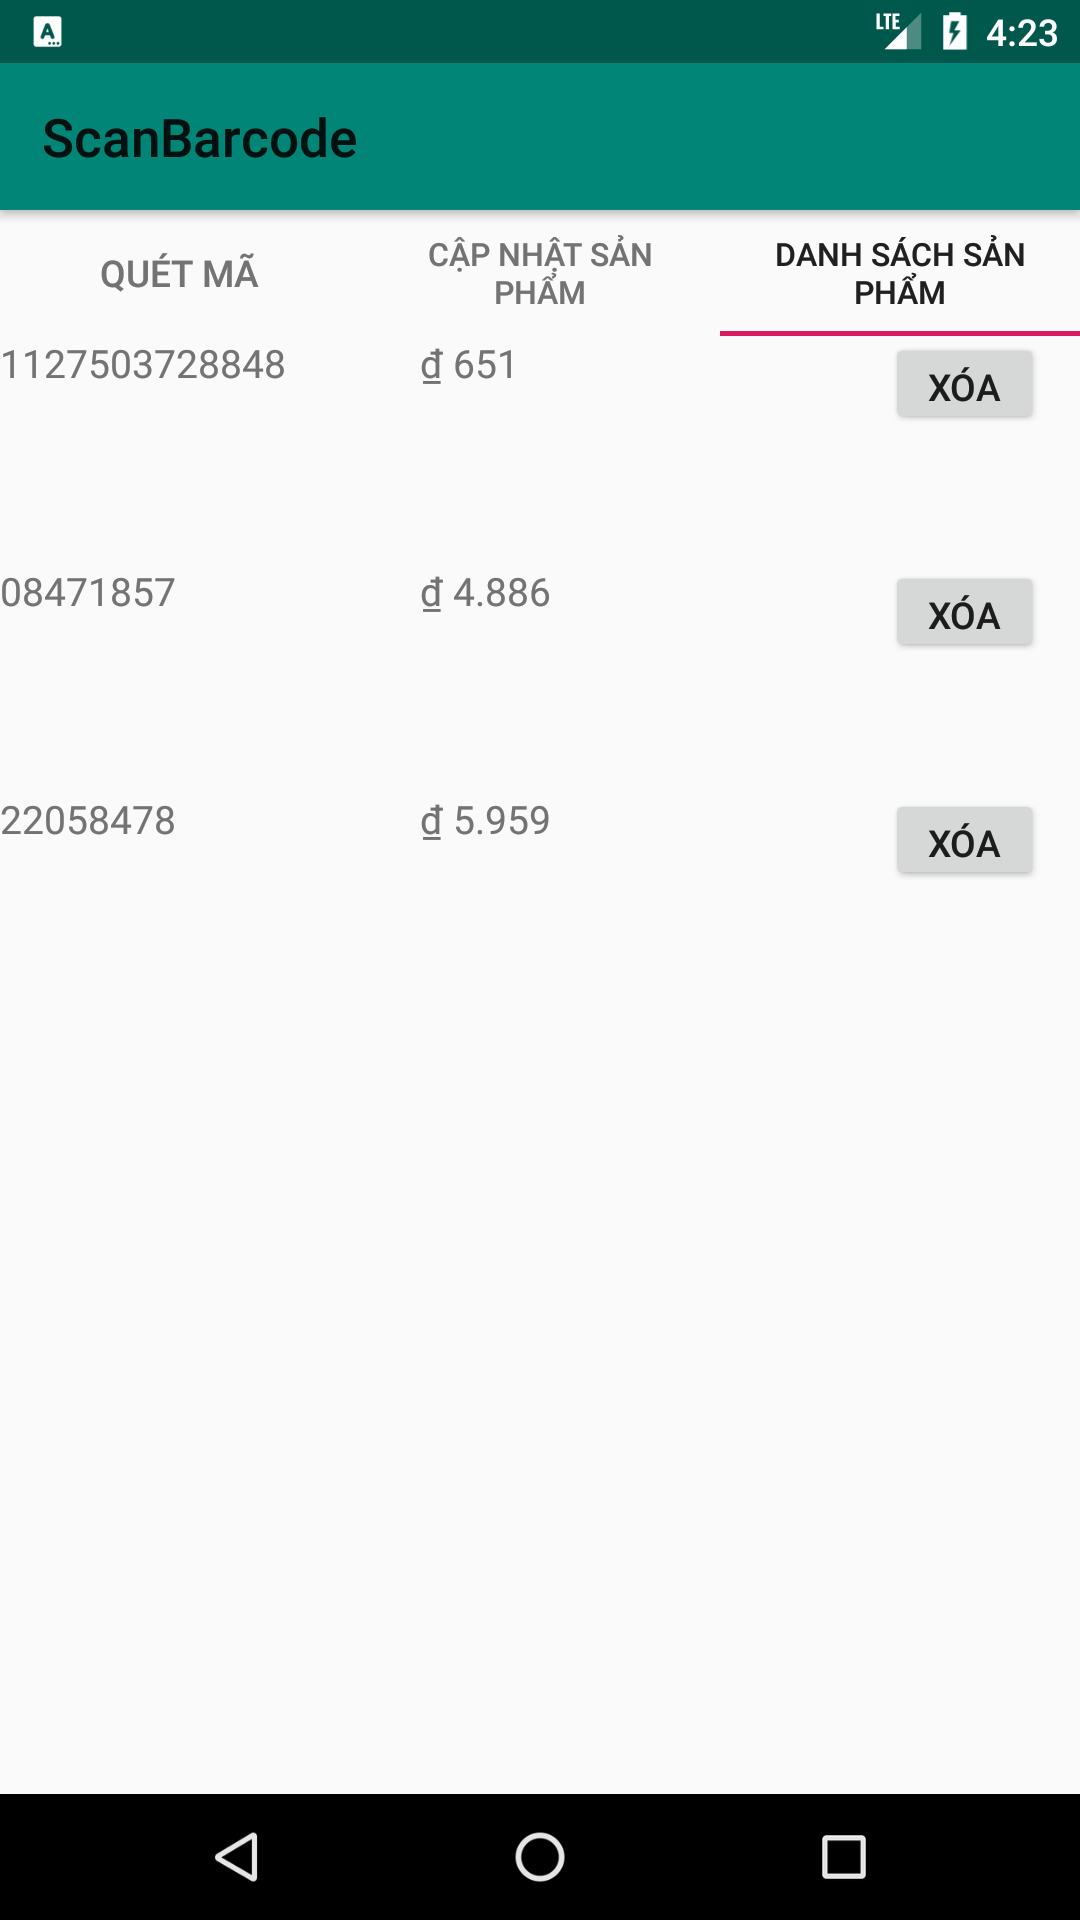 LTE 4:23
ScanBarcode
QUÉT MÃ
CẬP NHẬT SẢN
PHẨM
DANH SÁCH SẢN
PHẨM
1127503728848 ₫ 651 XÓA
08471857 ₫ 4.886 XÓA
22058478 ₫ 5.959 XÓA